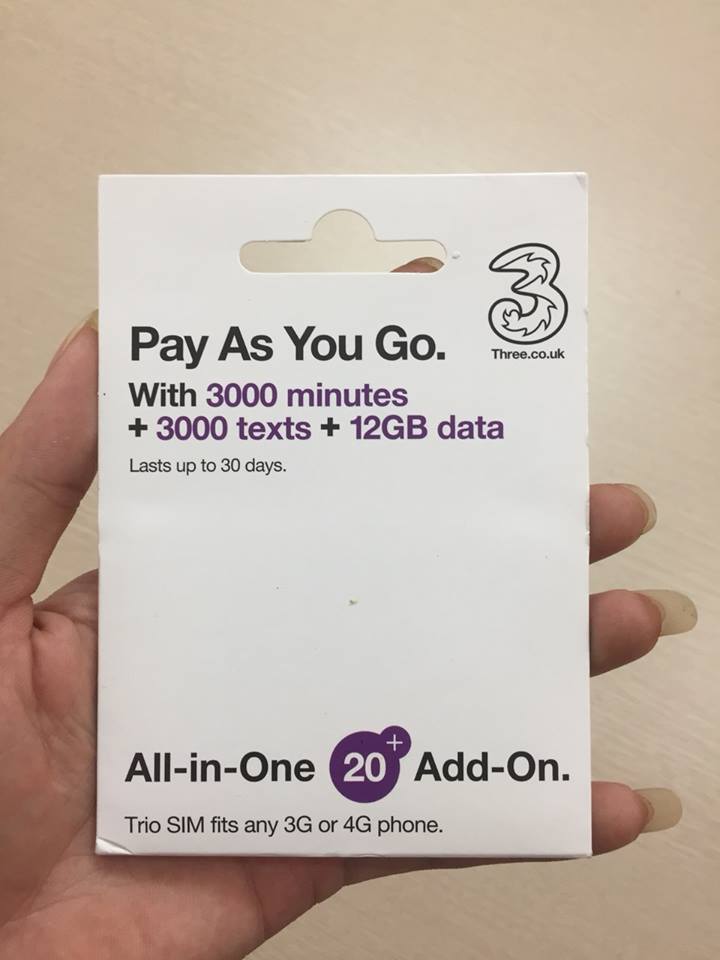 3
Three.co.uk
Pay As You Go.
With 3000 minutes
+ 3000 texts + 12GB data
Lasts up to 30 days.
All-in-One 20+ Add-On.
Trio SIM fits any 3G or 4G phone.